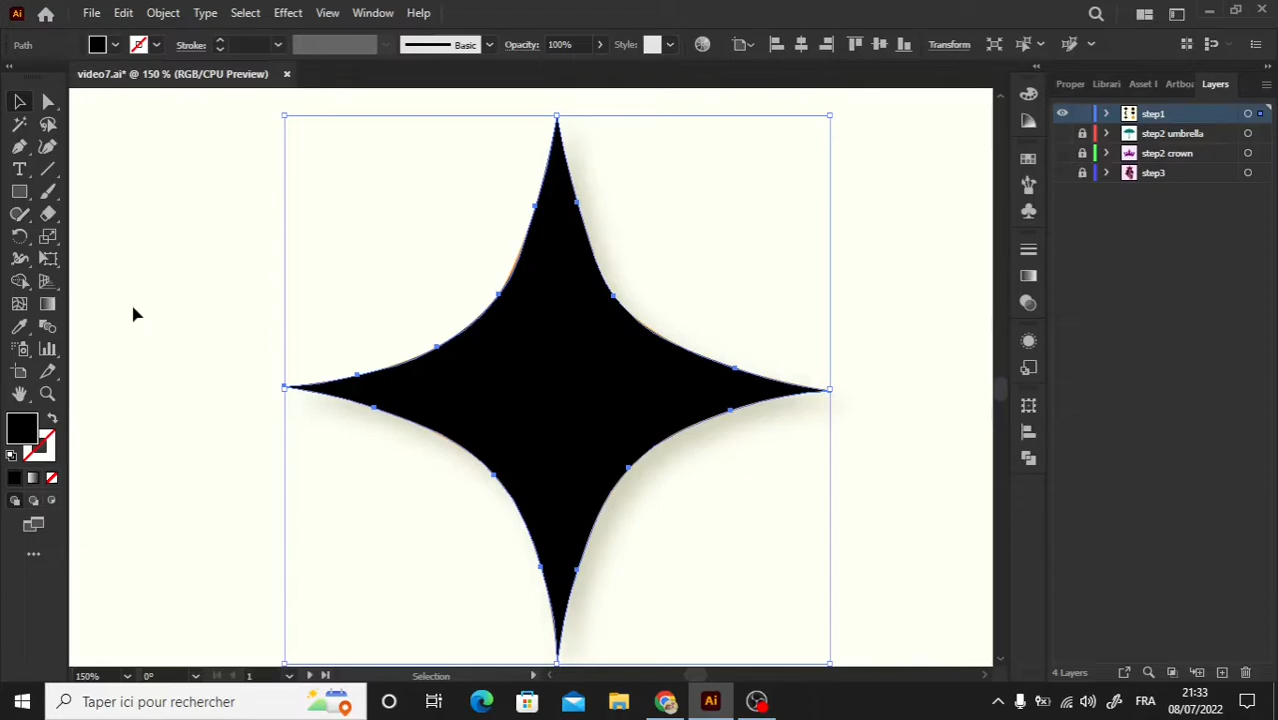 Ai File Edit Object Type Select Effect View Window Help
Path Stroke: Basic Opacity: 100% Style: Transform
video7.ai* @ 150 % (RGB/CPU Preview) ×
Proper Librari Asset I Artboa Layers
step1
step2 umbrella
step2 crown
step3
150% 0° 1 Selection 4 Layers
Taper ici pour rechercher Ai FRA 21:33
08/07/2022